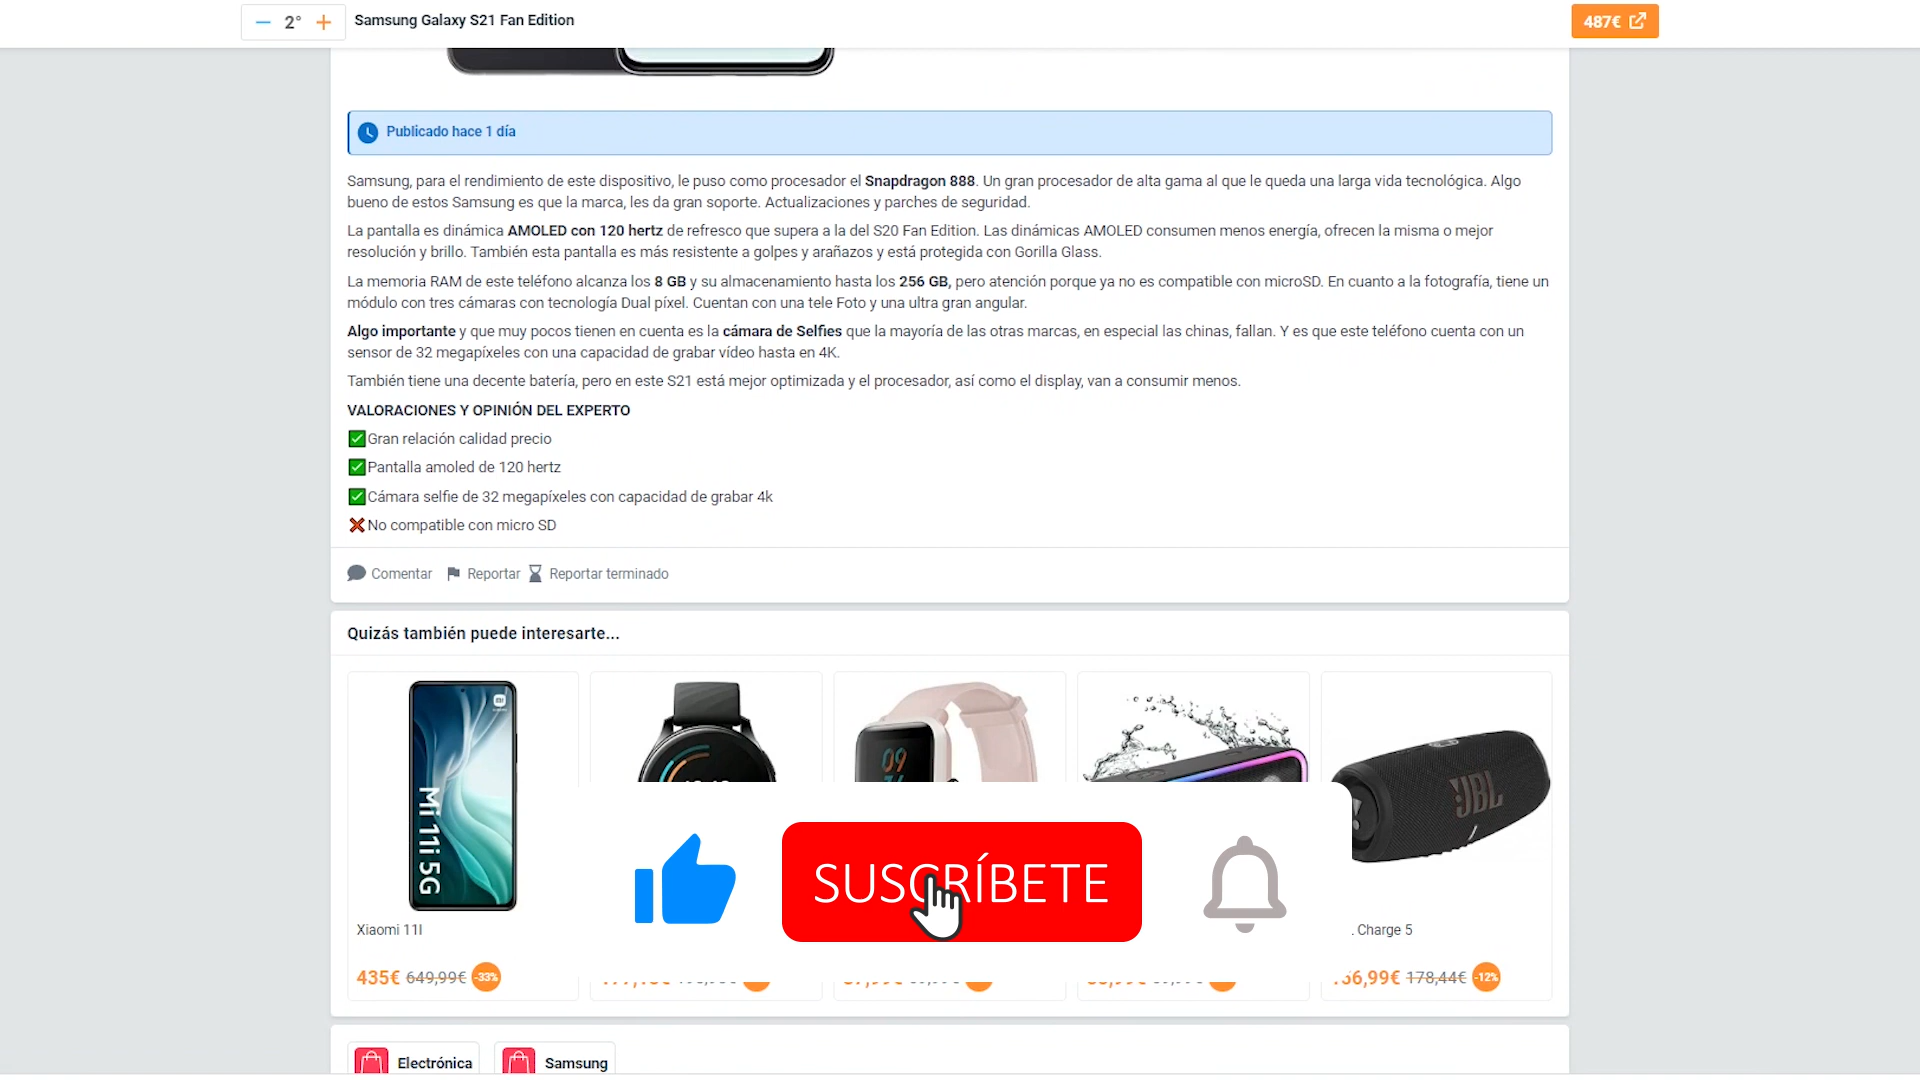 2°
Samsung Galaxy S21 Fan Edition
487€
Publicado hace 1 día
Samsung, para el rendimiento de este dispositivo, le puso como procesador el Snapdragon 888. Un gran procesador de alta gama al que le queda una larga vida tecnológica. Algo
bueno de estos Samsung es que la marca, les da gran soporte. Actualizaciones y parches de seguridad.
La pantalla es dinámica AMOLED con 120 hertz de refresco que supera a la del S20 Fan Edition. Las dinámicas AMOLED consumen menos energía, ofrecen la misma o mejor
resolución y brillo. También esta pantalla es más resistente a golpes y arañazos y está protegida con Gorilla Glass.
La memoria RAM de este teléfono alcanza los 8 GB y su almacenamiento hasta los 256 GB, pero atención porque ya no es compatible con microSD. En cuanto a la fotografía, tiene un
módulo con tres cámaras con tecnología Dual píxel. Cuentan con una tele Foto y una ultra gran angular.
Algo importante y que muy pocos tienen en cuenta es la cámara de Selfies que la mayoría de las otras marcas, en especial las chinas, fallan. Y es que este teléfono cuenta con un
sensor de 32 megapíxeles con una capacidad de grabar vídeo hasta en 4K.
También tiene una decente batería, pero en este S21 está mejor optimizada y el procesador, así como el display, van a consumir menos.
VALORACIONES Y OPINIÓN DEL EXPERTO
Gran relación calidad precio
Pantalla amoled de 120 hertz
Cámara selfie de 32 megapíxeles con capacidad de grabar 4k
No compatible con micro SD
Comentar Reportar Reportar terminado
Quizás también puede interesarte...
Mi 11i 5G
09
JBL
SUSCRÍBETE
Xiaomi 11I
. Charge 5
435€ 649,99€ -33%
66,99€ 178,44€ -12%
Electrónica
Samsung